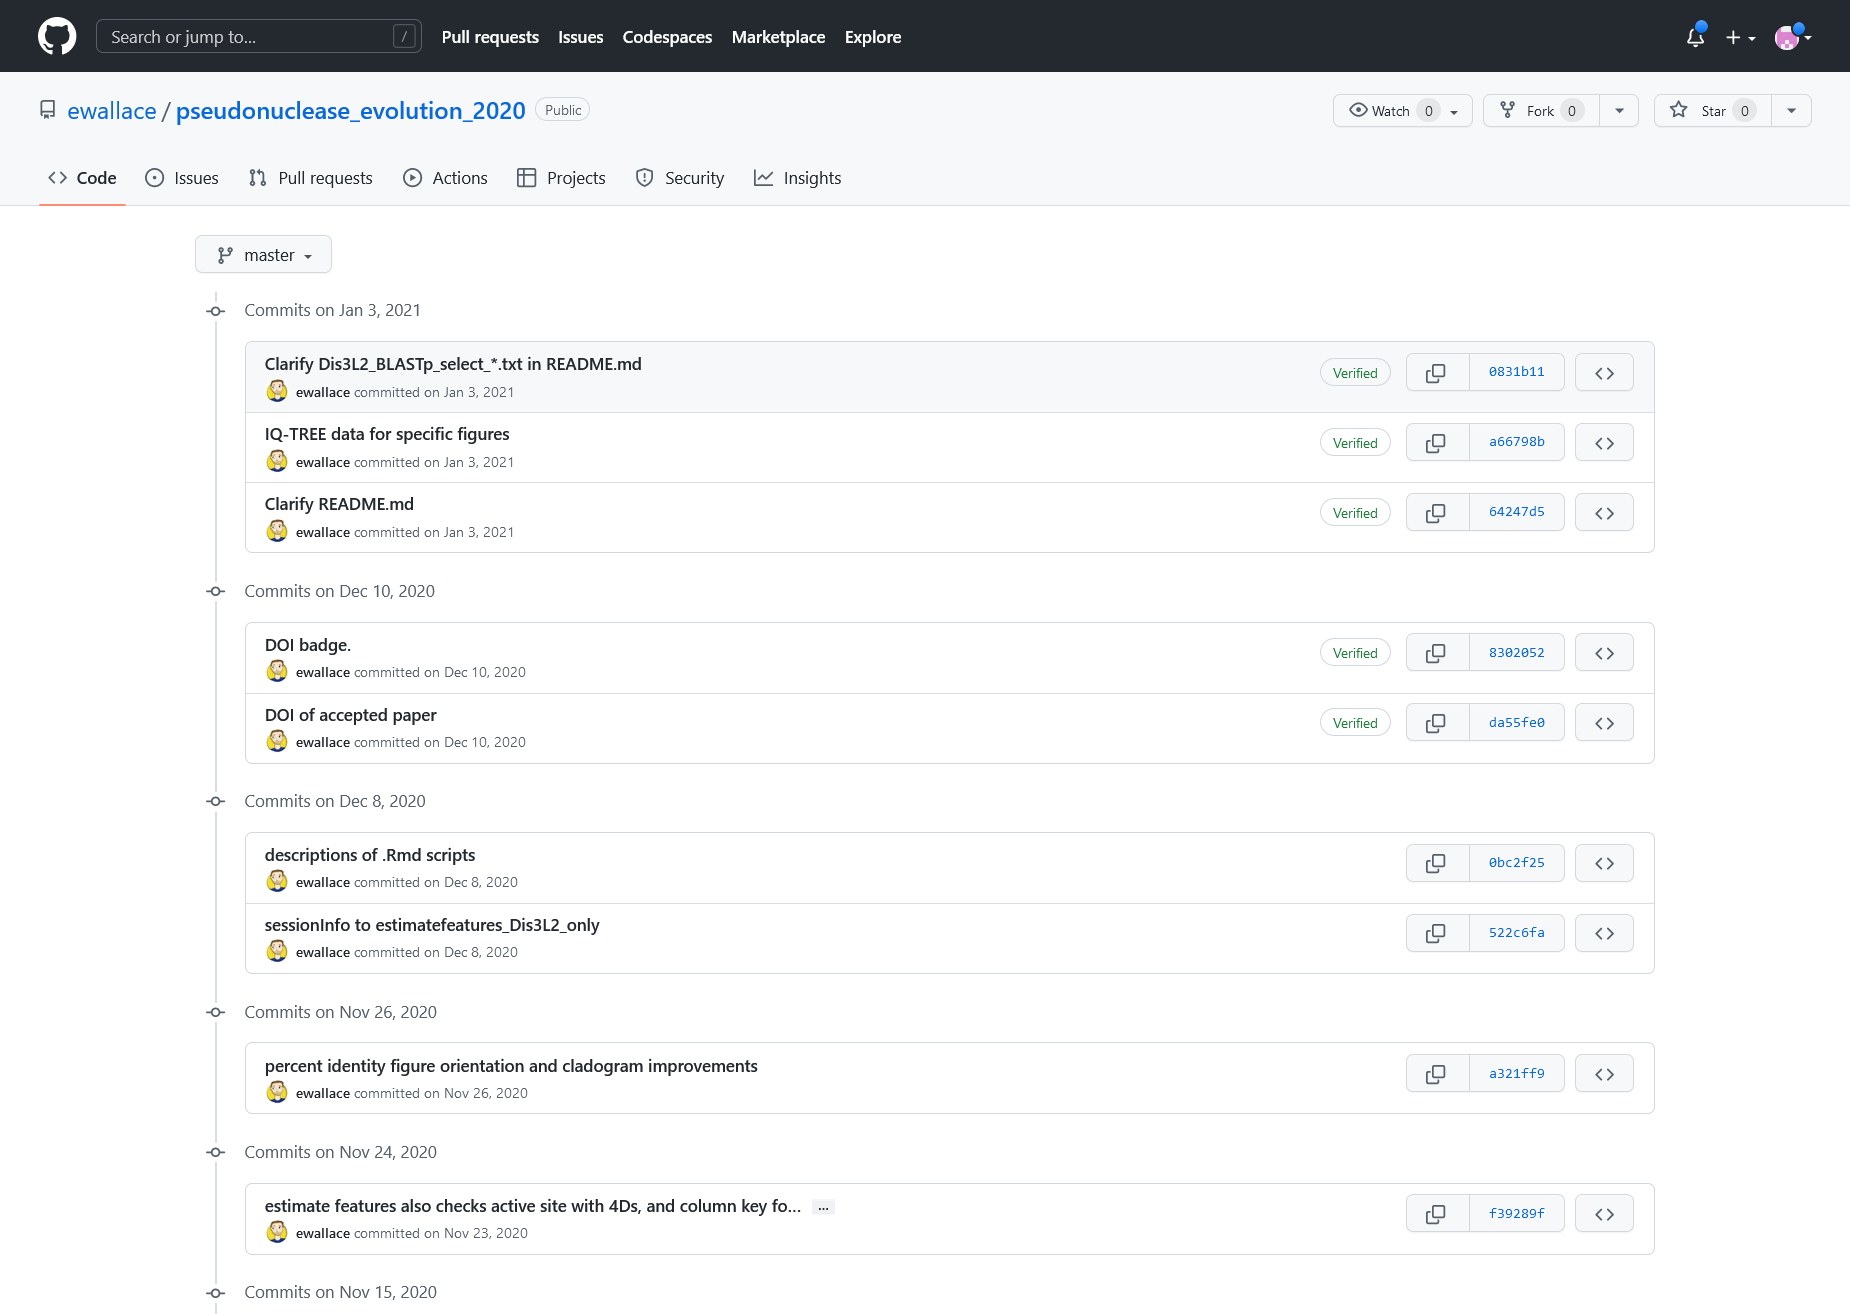 Search or jump to... / Pull requests Issues Codespaces Marketplace Explore
ewallace / pseudonuclease_evolution_2020 Public Watch 0 Fork 0 Star 0
Code Issues Pull requests Actions Projects Security Insights
master
Commits on Jan 3, 2021
Clarify Dis3L2_BLASTp_select_*.txt in README.md
ewallace committed on Jan 3, 2021
Verified 0831b11
IQ-TREE data for specific figures
ewallace committed on Jan 3, 2021
Verified a66798b
Clarify README.md
ewallace committed on Jan 3, 2021
Verified 64247d5
Commits on Dec 10, 2020
DOI badge.
ewallace committed on Dec 10, 2020
Verified 8302052
DOI of accepted paper
ewallace committed on Dec 10, 2020
Verified da55fe0
Commits on Dec 8, 2020
descriptions of .Rmd scripts
ewallace committed on Dec 8, 2020
0bc2f25
sessionInfo to estimatefeatures_Dis3L2_only
ewallace committed on Dec 8, 2020
522c6fa
Commits on Nov 26, 2020
percent identity figure orientation and cladogram improvements
ewallace committed on Nov 26, 2020
a321ff9
Commits on Nov 24, 2020
estimate features also checks active site with 4Ds, and column key fo... …
ewallace committed on Nov 23, 2020
f39289f
Commits on Nov 15, 2020